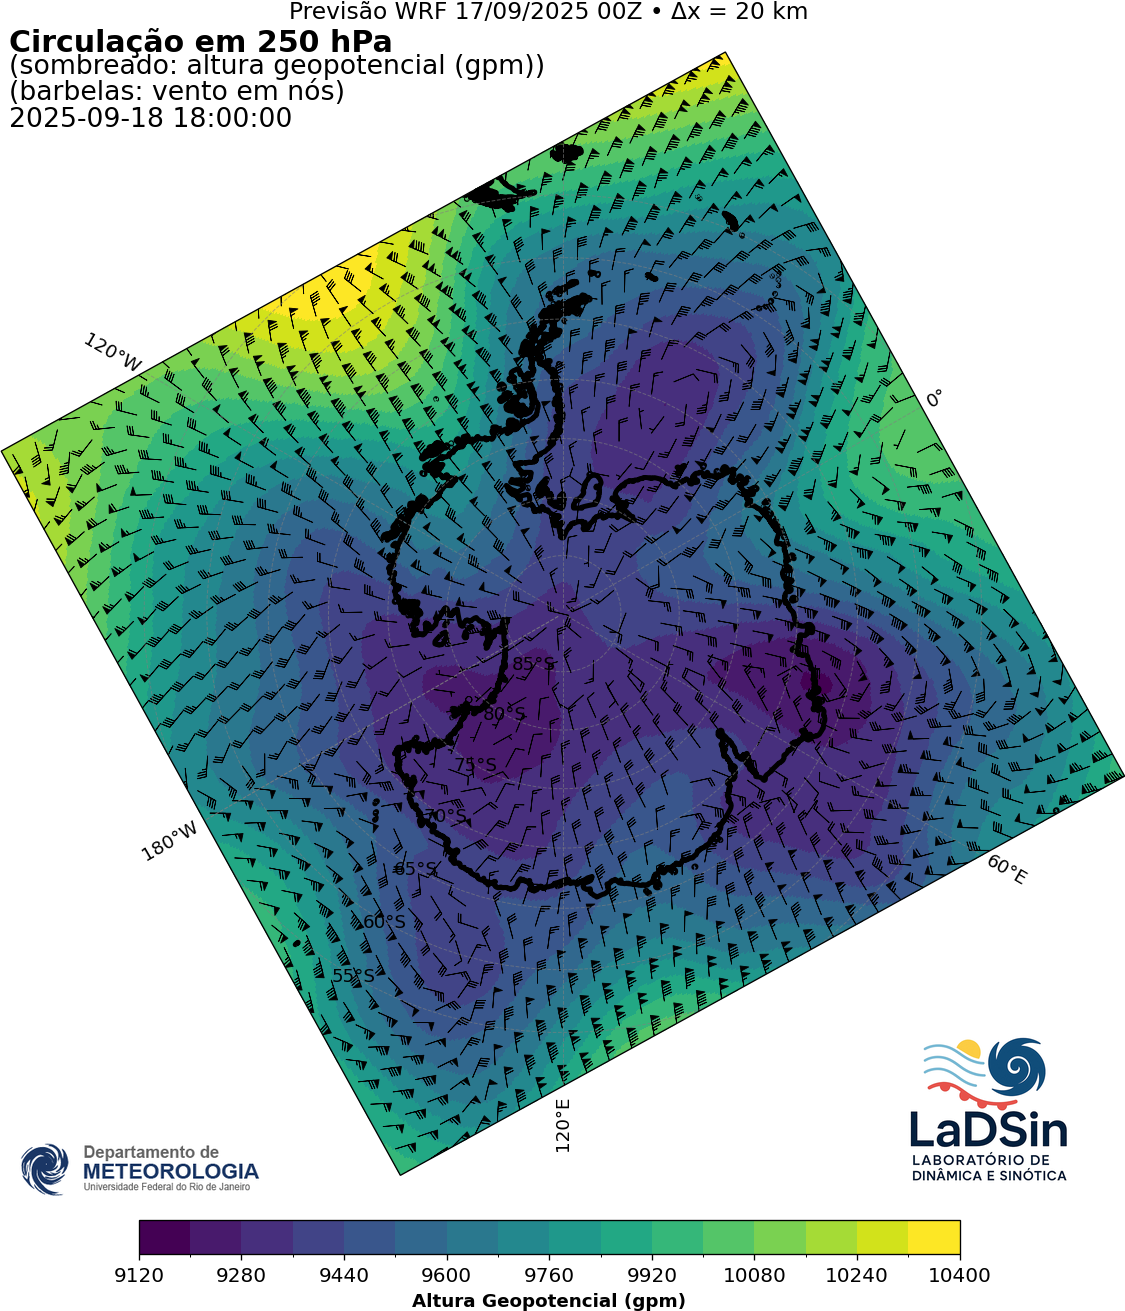 Previsão WRF 17/09/2025 00Z • Δx = 20 km
Circulação em 250 hPa
(sombreado: altura geopotencial (gpm))
(barbelas: vento em nós)
2025-09-18 18:00:00
120°W
0°
85°S
80°S
75°S
70°S
65°S
60°S
55°S
180°W
60°E
120°E
LaDSin
LABORATÓRIO DE
DINÂMICA E SINÓTICA
Departamento de
METEOROLOGIA
Universidade Federal do Rio de Janeiro
9120 9280 9440 9600 9760 9920 10080 10240 10400
Altura Geopotencial (gpm)